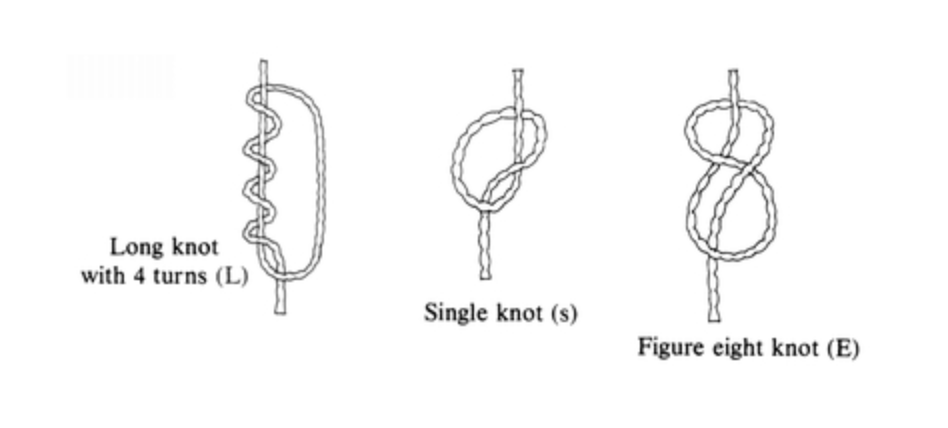 Long knot
with 4 turns (L)
Single knot (s)
Figure eight knot (E)